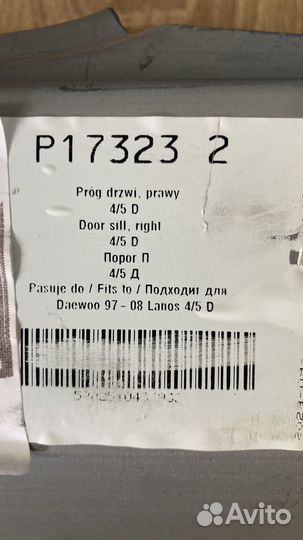 P17323 2
Próg drzwi, prawy
4/5 D
Door sill, right
4/5 D
Порог П
4/5 Д
Pasuje do / Fits to / Подходит для
Daewoo 97 - 08 Lanos 4/5 D
Avito